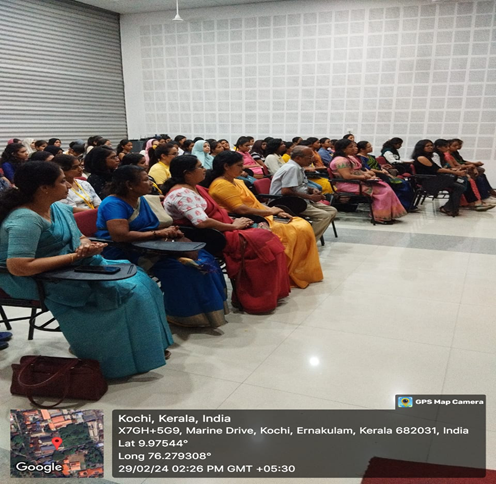 GPS Map Camera
Kochi, Kerala, India
X7GH+5G9, Marine Drive, Kochi, Ernakulam, Kerala 682031, India
Lat 9.97544°
Long 76.279308°
29/02/24 02:26 PM GMT +05:30
Google